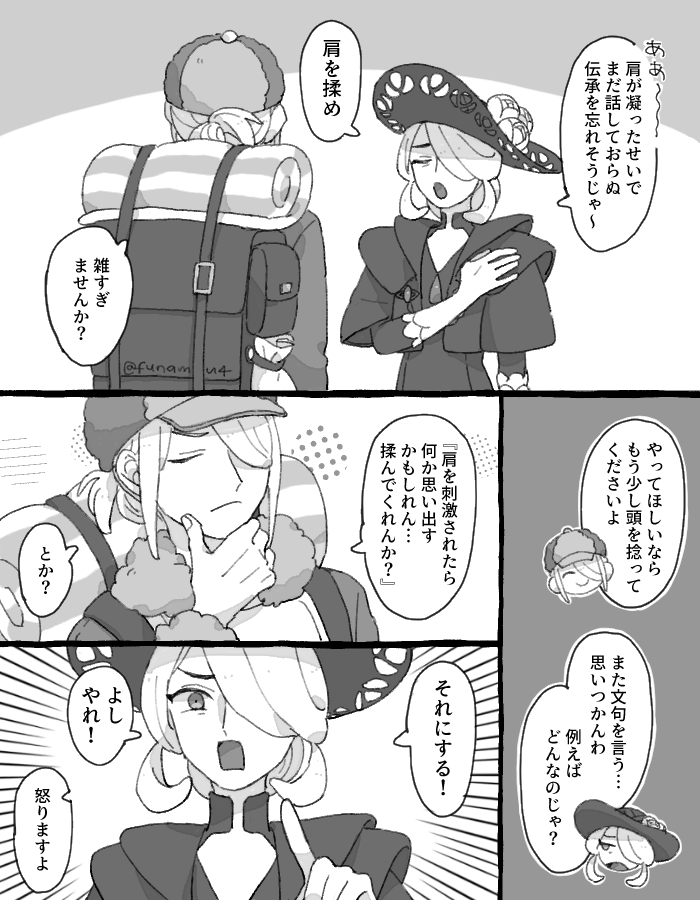 あぁ〜〜〜
肩が凝ったせいで
まだ話しておらぬ
伝承を忘れそうじゃ〜
肩を揉め
雑すぎ
ませんか?
やってほしいなら
もう少し頭を捻って
くださいよ
また文句を言う…
思いつかんわ
例えば
どんなのじゃ?
『肩を刺激されたら
何か思い出す
かもしれん…
揉んでくれんか?』
とか?
それにする!
よし
やれ!
怒りますよ